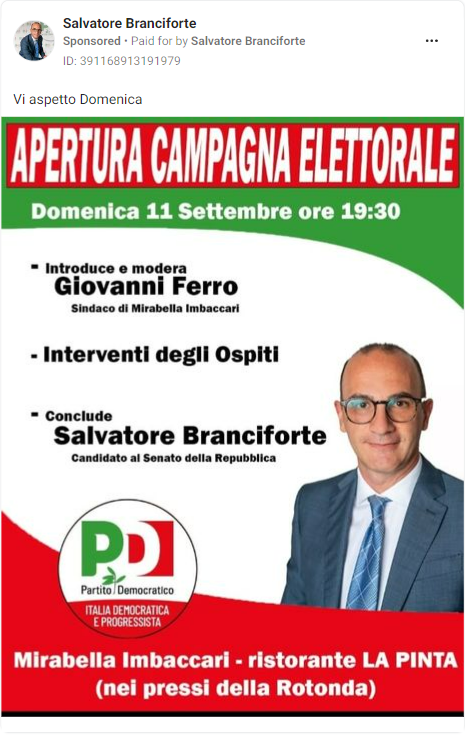 Salvatore Branciforte
Sponsored • Paid for by Salvatore Branciforte
ID: 391168913191979
Vi aspetto Domenica
APERTURA CAMPAGNA ELETTORALE
Domenica 11 Settembre ore 19:30
- Introduce e modera
Giovanni Ferro
Sindaco di Mirabella Imbaccari
- Interventi degli Ospiti
- Conclude
Salvatore Branciforte
Candidato al Senato della Repubblica
PD
Partito Democratico
ITALIA DEMOCRATICA
E PROGRESSISTA
Mirabella Imbaccari - ristorante LA PINTA
(nei pressi della Rotonda)